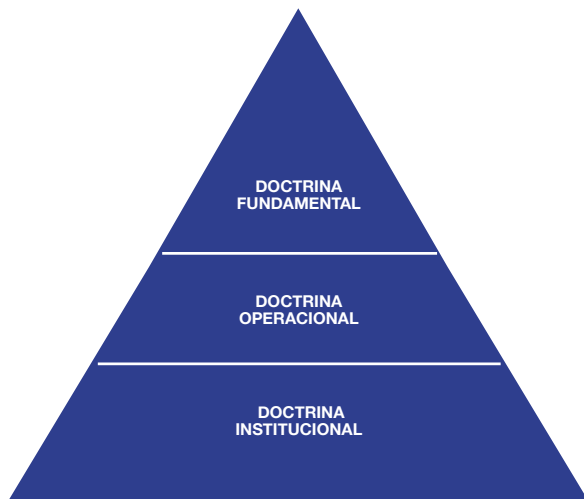 DOCTRINA
FUNDAMENTAL
DOCTRINA
OPERACIONAL
DOCTRINA
INSTITUCIONAL